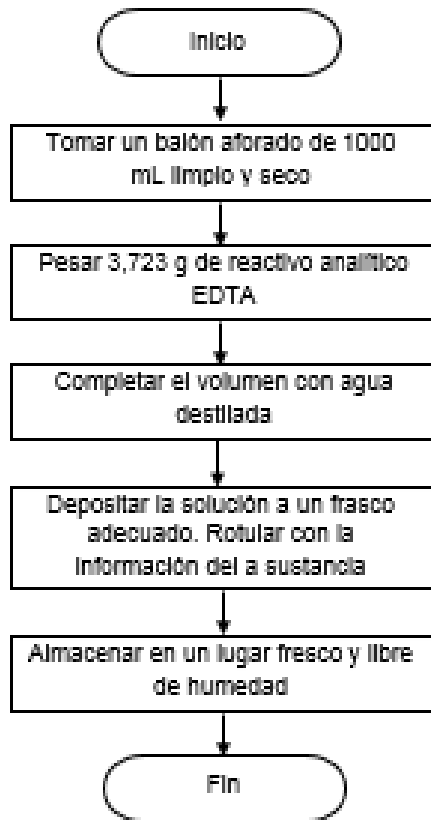 Inicio
Tomar un balón aforado de 1000
mL limpio y seco
Pesar 3,723 g de reactivo analítico
EDTA
Completar el volumen con agua
destilada
Depositar la solución a un frasco
adecuado. Rotular con la
información del a sustancia
Almacenar en un lugar fresco y libre
de humedad
Fin